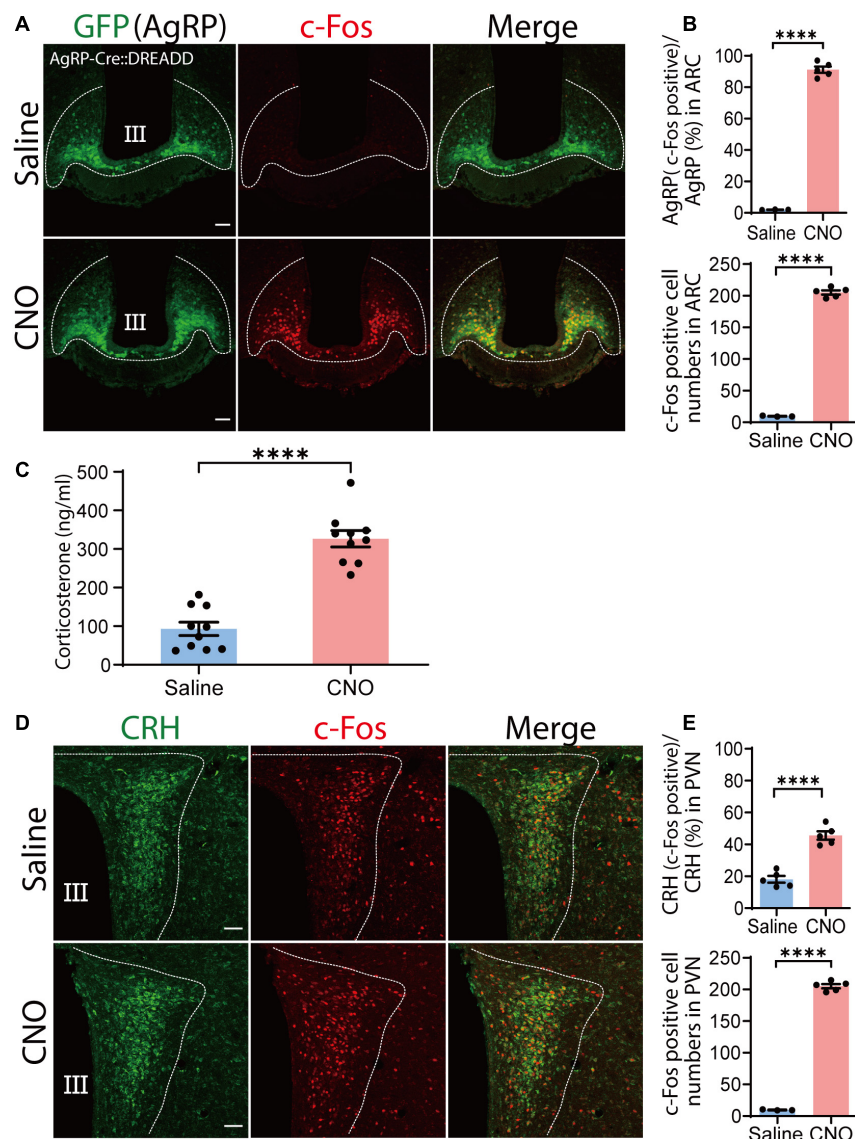 A
GFP (AgRP)
c-Fos
Merge
AgRP-Cre::DREADD
Saline
III
CNO
III
B
****
AgRP(c-Fos positive)/
AgRP (%) in ARC
100
80
60
40
20
0
Saline CNO
****
c-Fos positive cell
numbers in ARC
250
200
150
100
50
0
Saline CNO
C
****
Corticosterone (ng/ml)
500
400
300
200
100
0
Saline CNO
D
CRH
c-Fos
Merge
Saline
III
CNO
III
E
****
CRH (c-Fos positive)/
CRH (%) in PVN
100
80
60
40
20
0
Saline CNO
****
c-Fos positive cell
numbers in PVN
250
200
150
100
50
0
Saline CNO